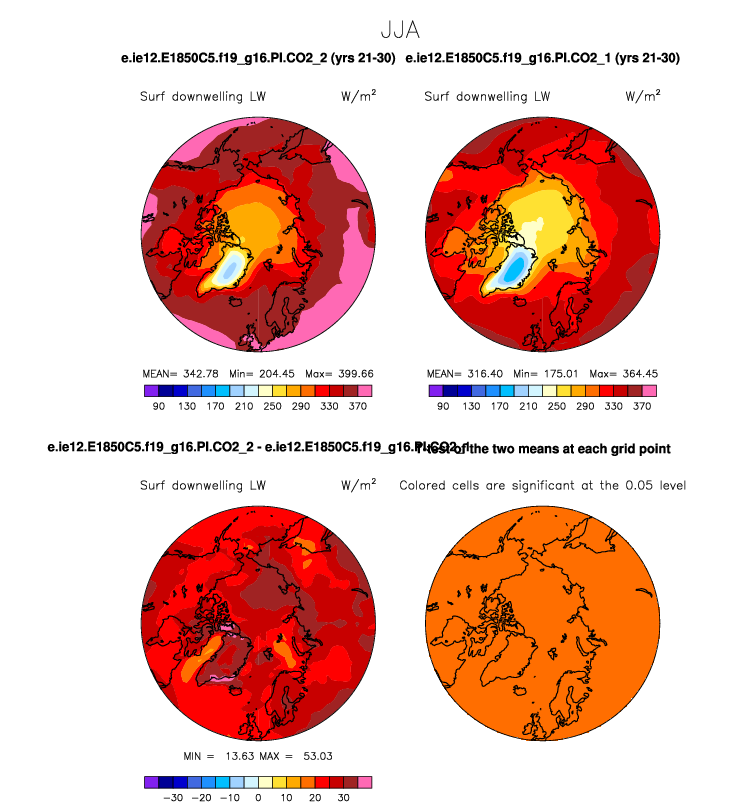 JJA
e.ie12.E1850C5.f19_g16.PI.CO2_2 (yrs 21-30) e.ie12.E1850C5.f19_g16.PI.CO2_1 (yrs 21-30)
Surf downwelling LW W/m²
Surf downwelling LW W/m²
MEAN= 342.78 Min= 204.45 Max= 399.66
MEAN= 316.40 Min= 175.01 Max= 364.45
90 130 170 210 250 290 330 370
90 130 170 210 250 290 330 370
e.ie12.E1850C5.f19_g16.PI.CO2_2 - e.ie12.E1850C5.f19_g16.PI.CO2_1
T-test of the two means at each grid point
Surf downwelling LW W/m²
Colored cells are significant at the 0.05 level
MIN = 13.63 MAX = 53.03
-30 -20 -10 0 10 20 30